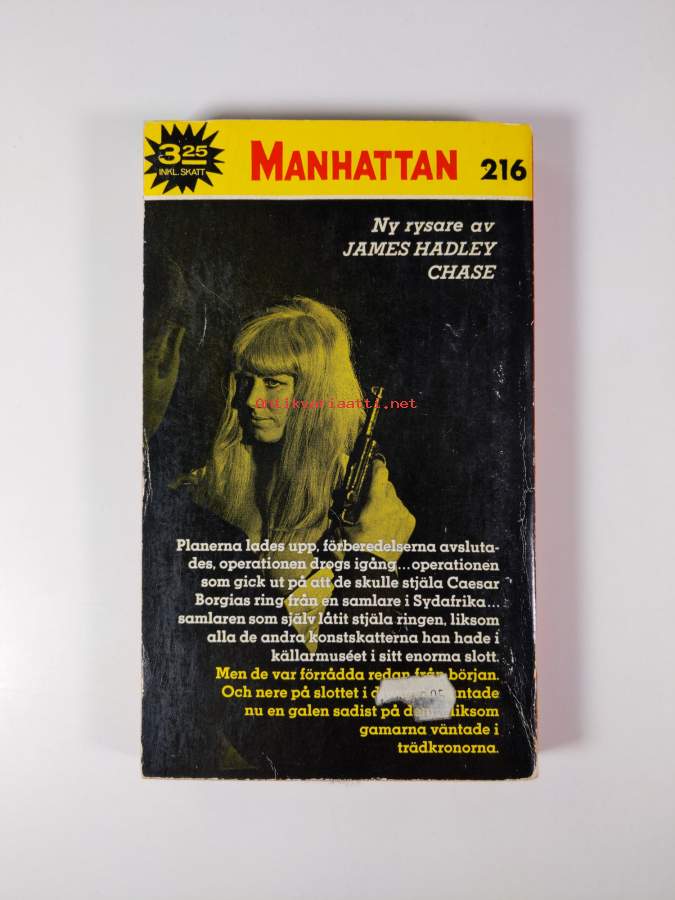 3 25
INKL. SKATT
MANHATTAN 216
Ny rysare av
JAMES HADLEY
CHASE
Antikvariaatti.net
Planerna lades upp, förberedelserna avsluta-
des, operationen drogs igång...operationen
som gick ut på att de skulle stjäla Caesar
Borgias ring från en samlare i Sydafrika...
samlaren som själv låtit stjäla ringen, liksom
alla de andra konstskatterna han hade i
källarmuséet i sitt enorma slott.
Men de var förrådda redan från början.
Och nere på slottet i
nu en galen sadist på liksom
gamarna väntade i
trädkronorna.